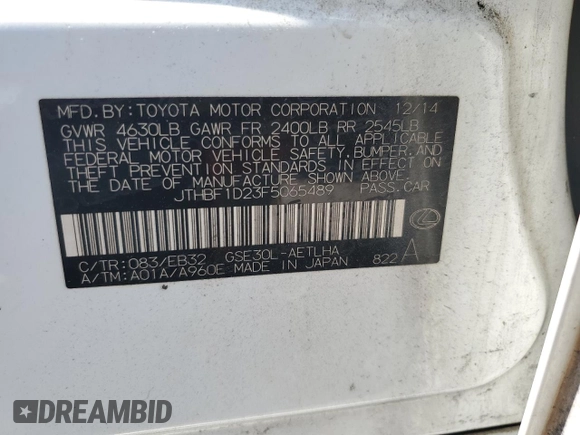 MFD.BY:TOYOTA MOTOR CORPORATION 12/14
GVWR 4630LB GAWR FR 2400LB RR 2545LB
THIS VEHICLE CONFORMS TO ALL APPLICABLE
FEDERAL MOTOR VEHICLE SAFETY,BUMPER,AND
THEFT PREVENTION STANDARDS IN EFFECT ON
THE DATE OF MANUFACTURE SHOWN ABOVE.
JTHBF1D23F5065489 PASS.CAR
C/TR:083/EB32 GSE30L-AETLHA
A/TM:A01A/A960E MADE IN JAPAN 822 A
DREAMBID